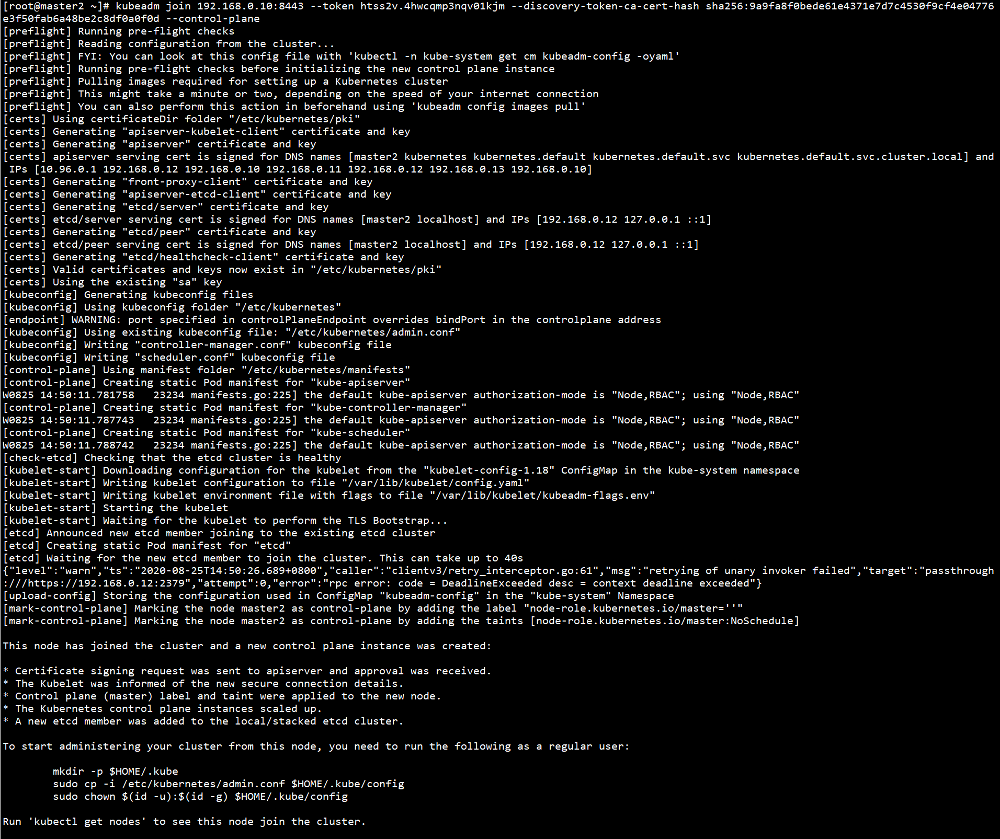 [root@master2 ~]# kubeadm join 192.168.0.10:8443 --token htss2v.4hwcqmp3nqv01kjm --discovery-token-ca-cert-hash sha256:9a9fa8f0bede61e4371e7d7c4530f9cf4e04776
e3f50fab6a48be2c8df0a0f0d --control-plane
[preflight] Running pre-flight checks
[preflight] Reading configuration from the cluster...
[preflight] FYI: You can look at this config file with 'kubectl -n kube-system get cm kubeadm-config -oyaml'
[preflight] Running pre-flight checks before initializing the new control plane instance
[preflight] Pulling images required for setting up a Kubernetes cluster
[preflight] This might take a minute or two, depending on the speed of your internet connection
[preflight] You can also perform this action in beforehand using 'kubeadm config images pull'
[certs] Using certificateDir folder "/etc/kubernetes/pki"
[certs] Generating "apiserver-kubelet-client" certificate and key
[certs] Generating "apiserver" certificate and key
[certs] apiserver serving cert is signed for DNS names [master2 kubernetes kubernetes.default kubernetes.default.svc kubernetes.default.svc.cluster.local] and
 IPs [10.96.0.1 192.168.0.12 192.168.0.10 192.168.0.11 192.168.0.12 192.168.0.13 192.168.0.10]
[certs] Generating "front-proxy-client" certificate and key
[certs] Generating "apiserver-etcd-client" certificate and key
[certs] Generating "etcd/server" certificate and key
[certs] etcd/server serving cert is signed for DNS names [master2 localhost] and IPs [192.168.0.12 127.0.0.1 ::1]
[certs] Generating "etcd/peer" certificate and key
[certs] etcd/peer serving cert is signed for DNS names [master2 localhost] and IPs [192.168.0.12 127.0.0.1 ::1]
[certs] Generating "etcd/healthcheck-client" certificate and key
[certs] Valid certificates and keys now exist in "/etc/kubernetes/pki"
[certs] Using the existing "sa" key
[kubeconfig] Generating kubeconfig files
[kubeconfig] Using kubeconfig folder "/etc/kubernetes"
[endpoint] WARNING: port specified in controlPlaneEndpoint overrides bindPort in the controlplane address
[kubeconfig] Using existing kubeconfig file: "/etc/kubernetes/admin.conf"
[kubeconfig] Writing "controller-manager.conf" kubeconfig file
[kubeconfig] Writing "scheduler.conf" kubeconfig file
[control-plane] Using manifest folder "/etc/kubernetes/manifests"
[control-plane] Creating static Pod manifest for "kube-apiserver"
W0825 14:50:11.781758   23234 manifests.go:225] the default kube-apiserver authorization-mode is "Node,RBAC"; using "Node,RBAC"
[control-plane] Creating static Pod manifest for "kube-controller-manager"
W0825 14:50:11.787743   23234 manifests.go:225] the default kube-apiserver authorization-mode is "Node,RBAC"; using "Node,RBAC"
[control-plane] Creating static Pod manifest for "kube-scheduler"
W0825 14:50:11.788742   23234 manifests.go:225] the default kube-apiserver authorization-mode is "Node,RBAC"; using "Node,RBAC"
[check-etcd] Checking that the etcd cluster is healthy
[kubelet-start] Downloading configuration for the kubelet from the "kubelet-config-1.18" ConfigMap in the kube-system namespace
[kubelet-start] Writing kubelet configuration to file "/var/lib/kubelet/config.yaml"
[kubelet-start] Writing kubelet environment file with flags to file "/var/lib/kubelet/kubeadm-flags.env"
[kubelet-start] Starting the kubelet
[kubelet-start] Waiting for the kubelet to perform the TLS Bootstrap...
[etcd] Announced new etcd member joining to the existing etcd cluster
[etcd] Creating static Pod manifest for "etcd"
[etcd] Waiting for the new etcd member to join the cluster. This can take up to 40s
{"level":"warn","ts":"2020-08-25T14:50:26.689+0800","caller":"clientv3/retry_interceptor.go:61","msg":"retrying of unary invoker failed","target":"passthrough
:///https://192.168.0.12:2379","attempt":0,"error":"rpc error: code = DeadlineExceeded desc = context deadline exceeded"}
[upload-config] Storing the configuration used in ConfigMap "kubeadm-config" in the "kube-system" Namespace
[mark-control-plane] Marking the node master2 as control-plane by adding the label "node-role.kubernetes.io/master=''"
[mark-control-plane] Marking the node master2 as control-plane by adding the taints [node-role.kubernetes.io/master:NoSchedule]

This node has joined the cluster and a new control plane instance was created:

* Certificate signing request was sent to apiserver and approval was received.
* The Kubelet was informed of the new secure connection details.
* Control plane (master) label and taint were applied to the new node.
* The Kubernetes control plane instances scaled up.
* A new etcd member was added to the local/stacked etcd cluster.

To start administering your cluster from this node, you need to run the following as a regular user:

        mkdir -p $HOME/.kube
        sudo cp -i /etc/kubernetes/admin.conf $HOME/.kube/config
        sudo chown $(id -u):$(id -g) $HOME/.kube/config

Run 'kubectl get nodes' to see this node join the cluster.